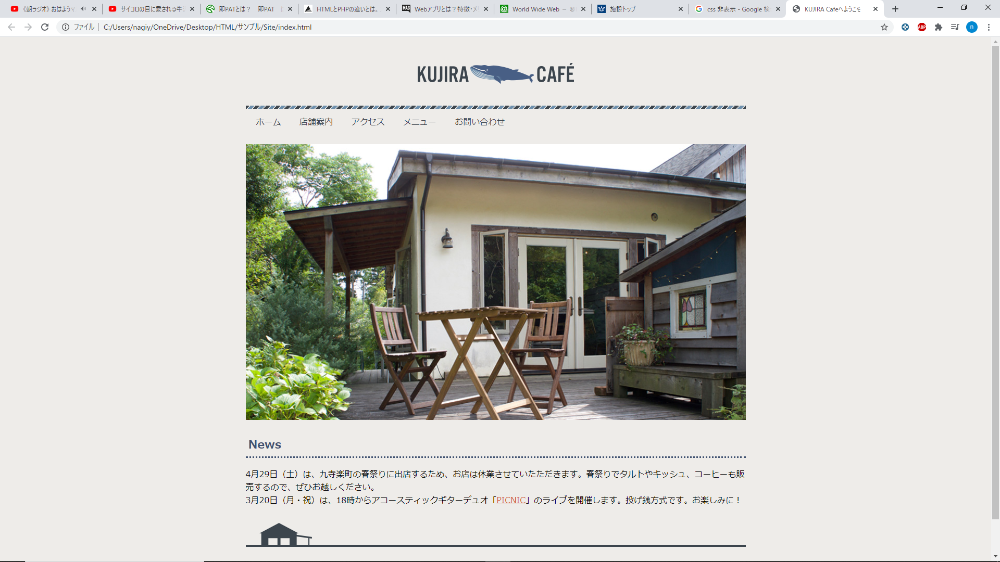 《朝ラジオ》おはようマ
サイコロの目に愛される牛沢
即PATとは？ 即PAT
HTMLとPHPの違いとは。
Webアプリとは？特徴・メ
World Wide Web － ＠
施設トップ
css 非表示 - Google 検
KUJIRA Cafeへようこそ
ファイル
C:/Users/nagiy/OneDrive/Desktop/HTML/サンプル/Site/index.html
ABP
n
KUJIRA CAFÉ
ホーム 店舗案内 アクセス メニュー お問い合わせ
News
4月29日（土）は、九寺楽町の春祭りに出店するため、お店は休業させていたただきます。春祭りでタルトやキッシュ、コーヒーも販
売するので、ぜひお越しください。
3月20日（月・祝）は、18時からアコースティックギターデュオ「PICNIC」のライブを開催します。投げ銭方式です。お楽しみに！